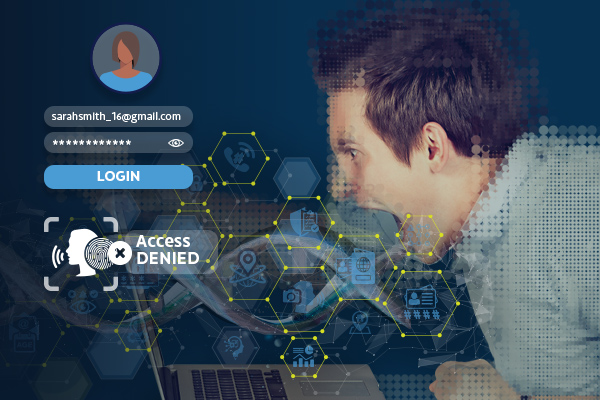 sarahsmith_16@gmail.com
************
LOGIN
Access
DENIED
####